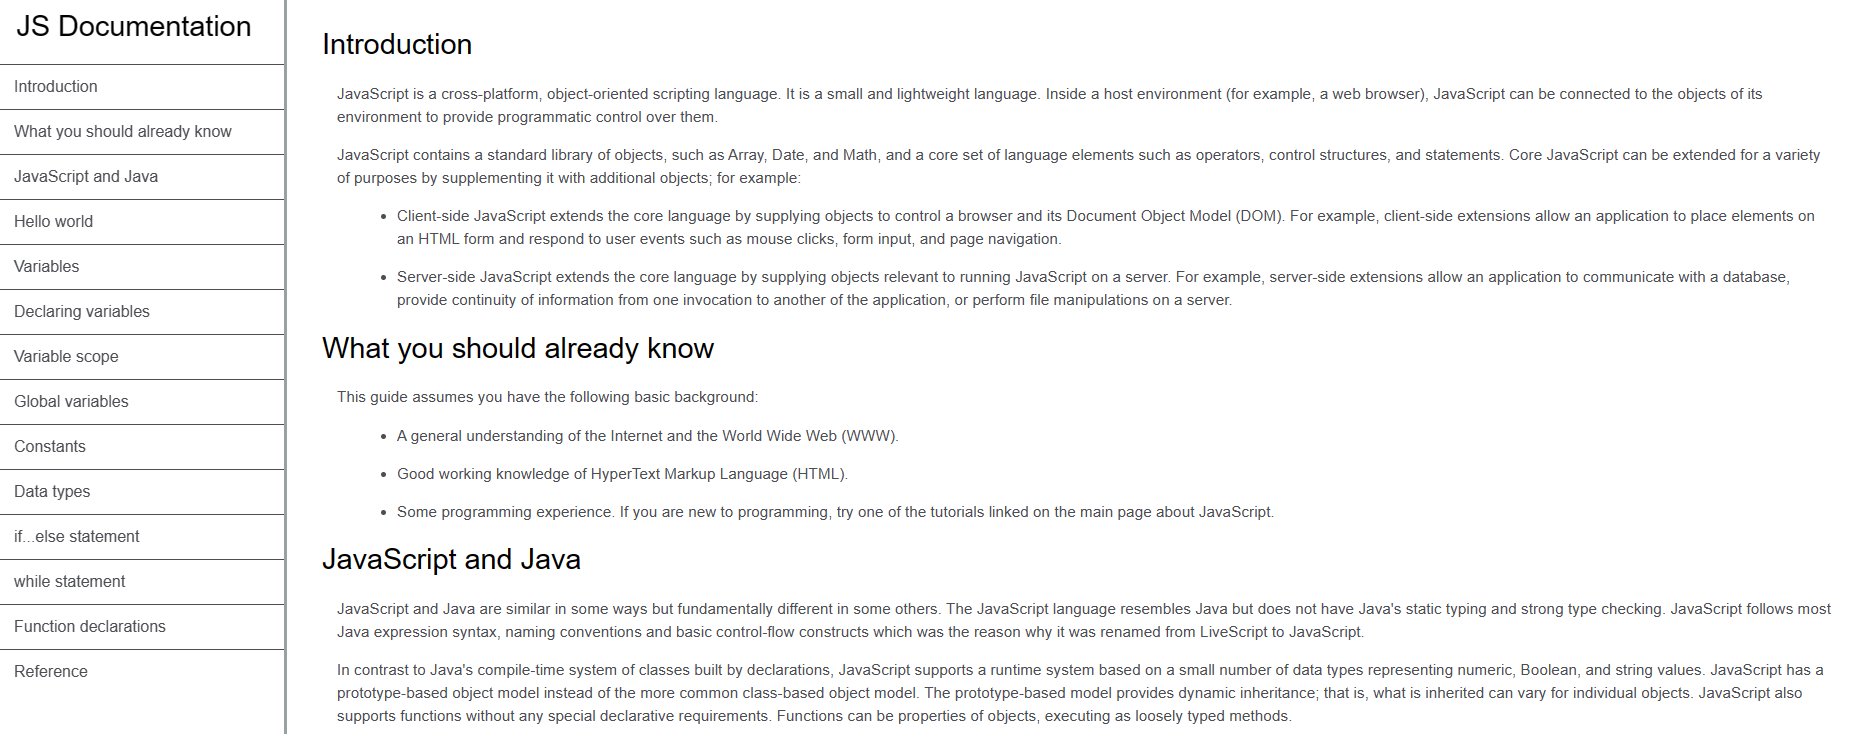 JS Documentation
Introduction
What you should already know
JavaScript and Java
Hello world
Variables
Declaring variables
Variable scope
Global variables
Constants
Data types
if...else statement
while statement
Function declarations
Reference
Introduction
JavaScript is a cross-platform, object-oriented scripting language. It is a small and lightweight language. Inside a host environment (for example, a web browser), JavaScript can be connected to the objects of its
environment to provide programmatic control over them.
JavaScript contains a standard library of objects, such as Array, Date, and Math, and a core set of language elements such as operators, control structures, and statements. Core JavaScript can be extended for a variety
of purposes by supplementing it with additional objects; for example:
• Client-side JavaScript extends the core language by supplying objects to control a browser and its Document Object Model (DOM). For example, client-side extensions allow an application to place elements on
an HTML form and respond to user events such as mouse clicks, form input, and page navigation.
• Server-side JavaScript extends the core language by supplying objects relevant to running JavaScript on a server. For example, server-side extensions allow an application to communicate with a database,
provide continuity of information from one invocation to another of the application, or perform file manipulations on a server.
What you should already know
This guide assumes you have the following basic background:
• A general understanding of the Internet and the World Wide Web (WWW).
• Good working knowledge of HyperText Markup Language (HTML).
• Some programming experience. If you are new to programming, try one of the tutorials linked on the main page about JavaScript.
JavaScript and Java
JavaScript and Java are similar in some ways but fundamentally different in some others. The JavaScript language resembles Java but does not have Java's static typing and strong type checking. JavaScript follows most
Java expression syntax, naming conventions and basic control-flow constructs which was the reason why it was renamed from LiveScript to JavaScript.
In contrast to Java's compile-time system of classes built by declarations, JavaScript supports a runtime system based on a small number of data types representing numeric, Boolean, and string values. JavaScript has a
prototype-based object model instead of the more common class-based object model. The prototype-based model provides dynamic inheritance; that is, what is inherited can vary for individual objects. JavaScript also
supports functions without any special declarative requirements. Functions can be properties of objects, executing as loosely typed methods.